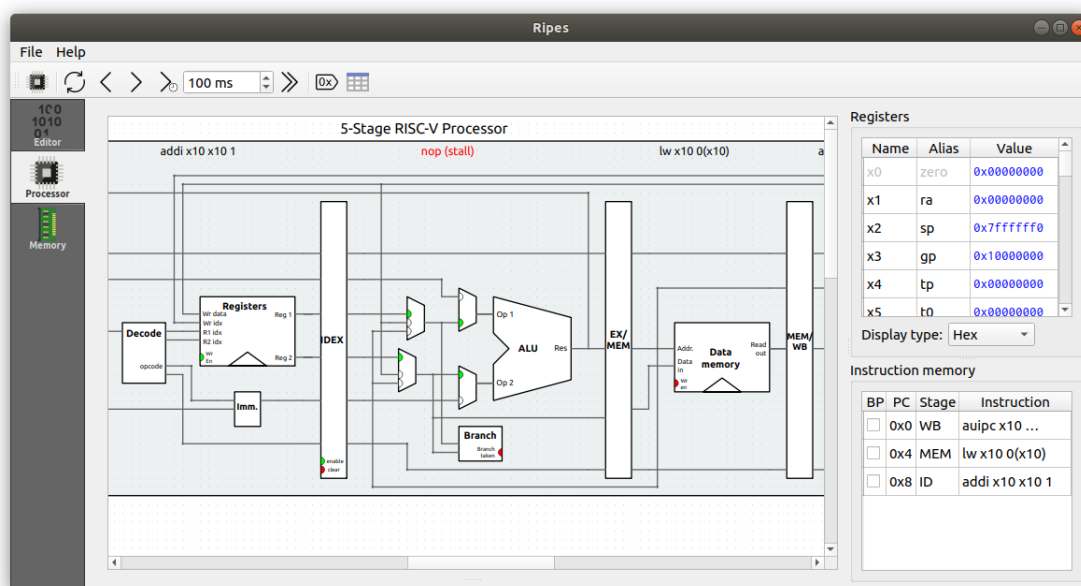 Ripes
File Help
100 ms
0x
Editor
Processor
Memory
5-Stage RISC-V Processor
addi x10 x10 1 nop (stall) lw x10 0(x10) a
Decode
opcode
Registers
Wr data
Wr idx
R1 idx
R2 idx
Wr
En
Reg 1
Reg 2
Imm.
IDEX
enable
clear
Op 1
ALU
Res
Op 2
Branch
Branch
taken
EX/
MEM
Addr.
Data
in
Wr
en
Data
memory
Read
out
MEM/
WB
Registers
Name Alias Value
x0 zero 0x00000000
x1 ra 0x00000000
x2 sp 0x7ffffff0
x3 gp 0x10000000
x4 tp 0x00000000
x5 t0 0x00000000
Display type: Hex
Instruction memory
BP PC Stage Instruction
0x0 WB auipc x10 ...
0x4 MEM lw x10 0(x10)
0x8 ID addi x10 x10 1